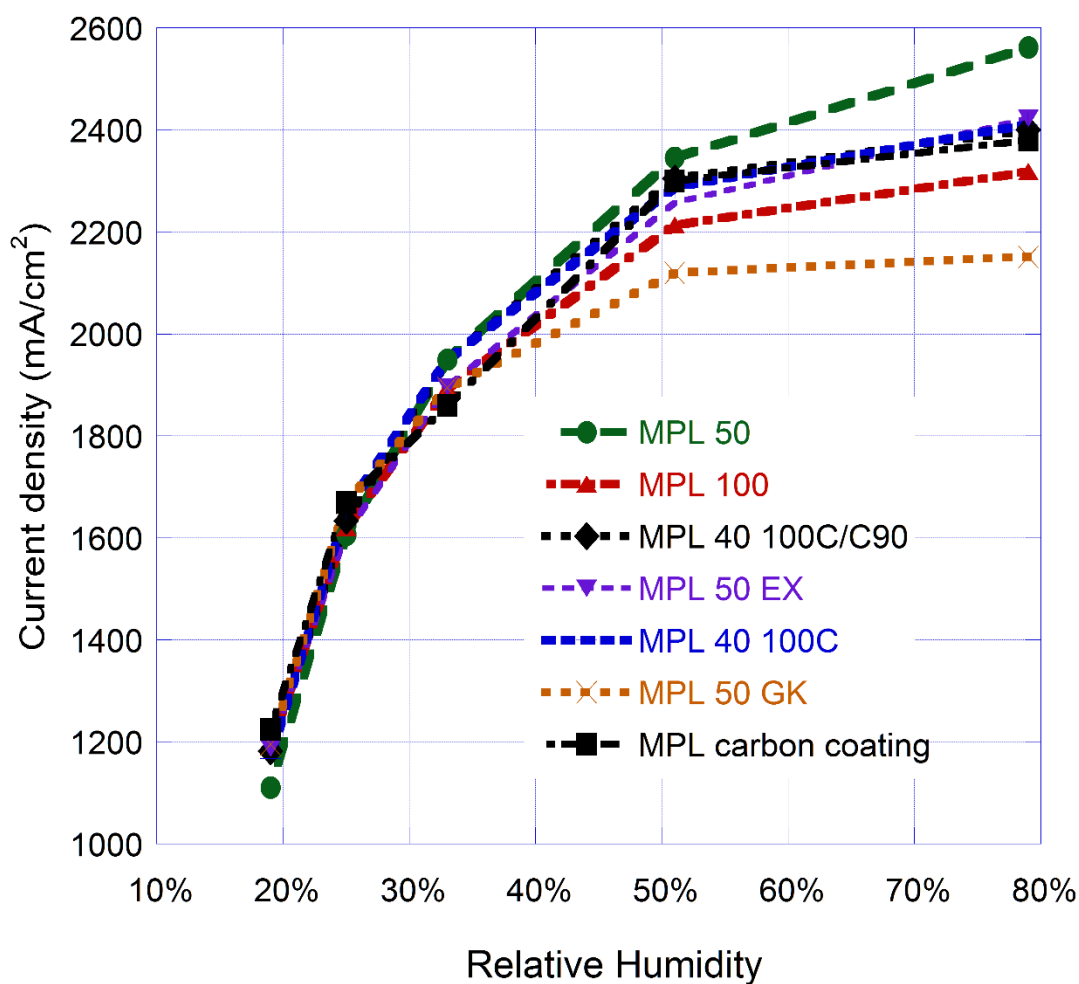 2600
2400
2200
2000
1800
1600
1400
1200
1000
Current density (mA/cm²)
MPL 50
MPL 100
MPL 40 100C/C90
MPL 50 EX
MPL 40 100C
MPL 50 GK
MPL carbon coating
10% 20% 30% 40% 50% 60% 70% 80%
Relative Humidity